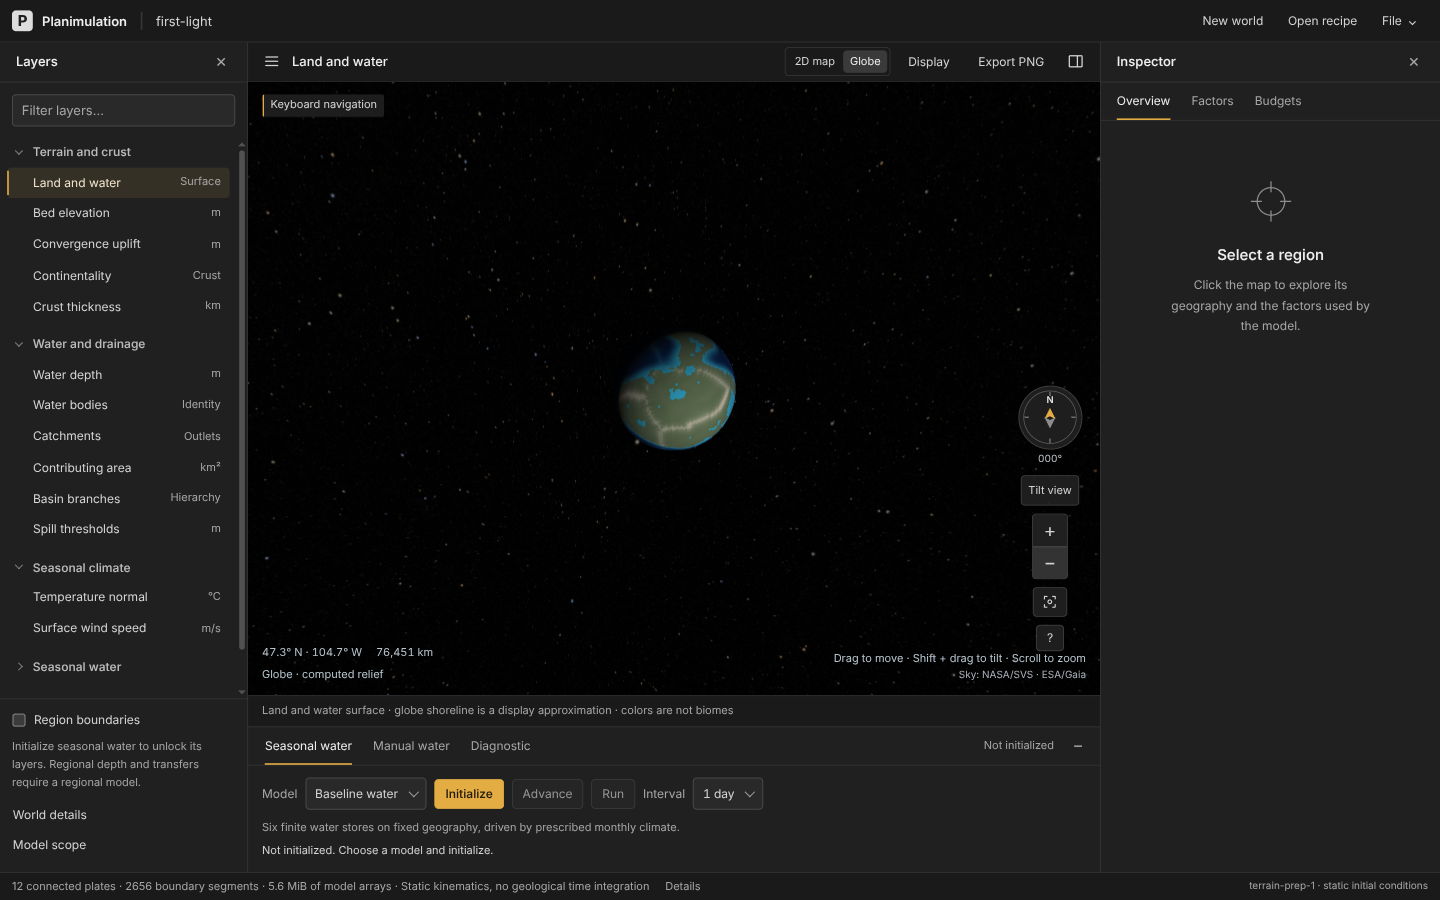 P Planimulation first-light New world Open recipe File
Layers
Filter layers...
Terrain and crust
Land and water Surface
Bed elevation m
Convergence uplift m
Continentality Crust
Crust thickness km
Water and drainage
Water depth m
Water bodies Identity
Catchments Outlets
Contributing area km²
Basin branches Hierarchy
Spill thresholds m
Seasonal climate
Temperature normal °C
Surface wind speed m/s
Seasonal water
Region boundaries
Initialize seasonal water to unlock its
layers. Regional depth and transfers
require a regional model.
World details
Model scope
Land and water 2D map Globe Display Export PNG
Keyboard navigation
N
000°
Tilt view
+
−
?
47.3° N · 104.7° W 76,451 km
Globe · computed relief
Drag to move · Shift + drag to tilt · Scroll to zoom
Sky: NASA/SVS · ESA/Gaia
Land and water surface · globe shoreline is a display approximation · colors are not biomes
Seasonal water Manual water Diagnostic Not initialized −
Model Baseline water Initialize Advance Run Interval 1 day
Six finite water stores on fixed geography, driven by prescribed monthly climate.
Not initialized. Choose a model and initialize.
Inspector
Overview Factors Budgets
Select a region
Click the map to explore its
geography and the factors used by
the model.
12 connected plates · 2656 boundary segments · 5.6 MiB of model arrays · Static kinematics, no geological time integration Details
terrain-prep-1 · static initial conditions